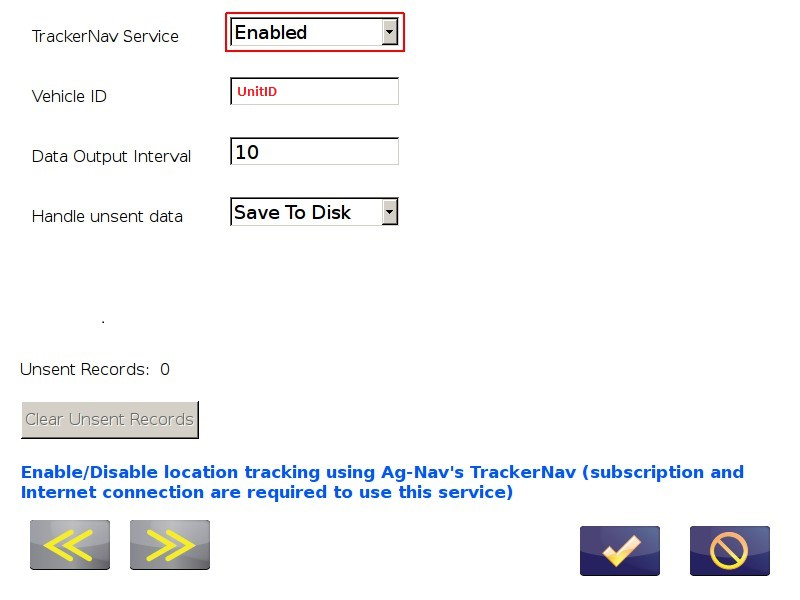 TrackerNav Service
Enabled
Vehicle ID
UnitID
Data Output Interval
10
Handle unsent data
Save To Disk
.
Unsent Records: 0
Clear Unsent Records
Enable/Disable location tracking using Ag-Nav's TrackerNav (subscription and
Internet connection are required to use this service)